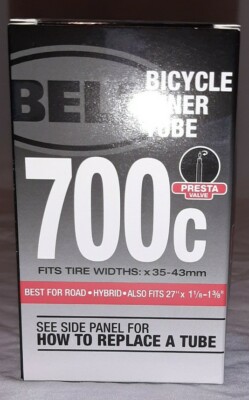 BELL
BICYCLE
INNER
TUBE
700c
PRESTA
VALVE
FITS TIRE WIDTHS: x 35-43mm
BEST FOR ROAD • HYBRID • ALSO FITS 27" x 1⅛-1⅜"
SEE SIDE PANEL FOR
HOW TO REPLACE A TUBE